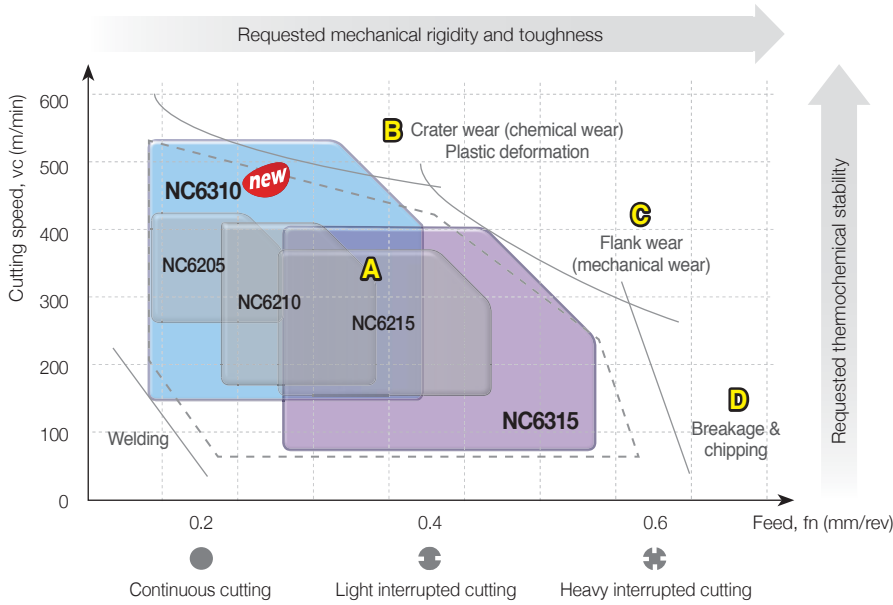 Requested mechanical rigidity and toughness
Cutting speed, vc (m/min)
600
500
400
300
200
100
0
B
Crater wear (chemical wear)
Plastic deformation
NC6310
new
C
Flank wear
(mechanical wear)
NC6205
A
NC6210
NC6215
NC6315
D
Breakage &
chipping
Welding
Requested thermochemical stability
0.2
0.4
0.6
Feed, fn (mm/rev)
Continuous cutting
Light interrupted cutting
Heavy interrupted cutting